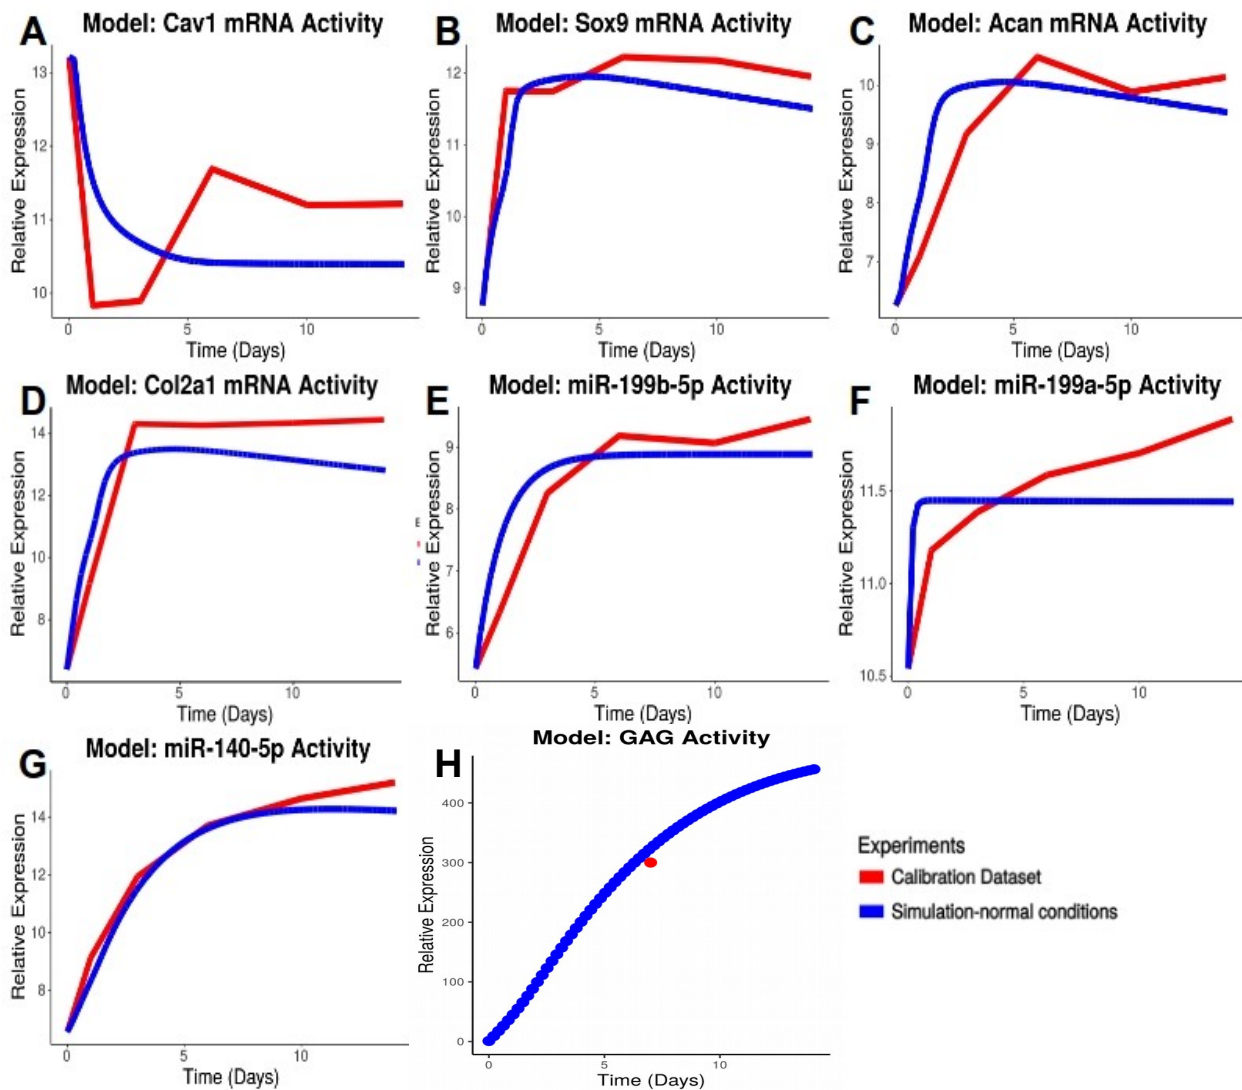 A Model: Cav1 mRNA Activity
Relative Expression
13
12
11
10
0 5 10
Time (Days)
B Model: Sox9 mRNA Activity
Relative Expression
12
11
10
9
0 5 10
Time (Days)
C Model: Acan mRNA Activity
Relative Expression
10
9
8
7
0 5 10
Time (Days)
D Model: Col2a1 mRNA Activity
Relative Expression
14
12
10
8
0 5 10
Time (Days)
E Model: miR-199b-5p Activity
Relative Expression
9
8
7
6
0 5 10
Time (Days)
F Model: miR-199a-5p Activity
Relative Expression
11.5
11.0
10.5
0 5 10
Time (Days)
G Model: miR-140-5p Activity
Relative Expression
14
12
10
8
0 5 10
Time (Days)
H Model: GAG Activity
Relative Expression
400
300
200
100
0
0 5 10
Time (Days)
Experiments
Calibration Dataset
Simulation-normal conditions